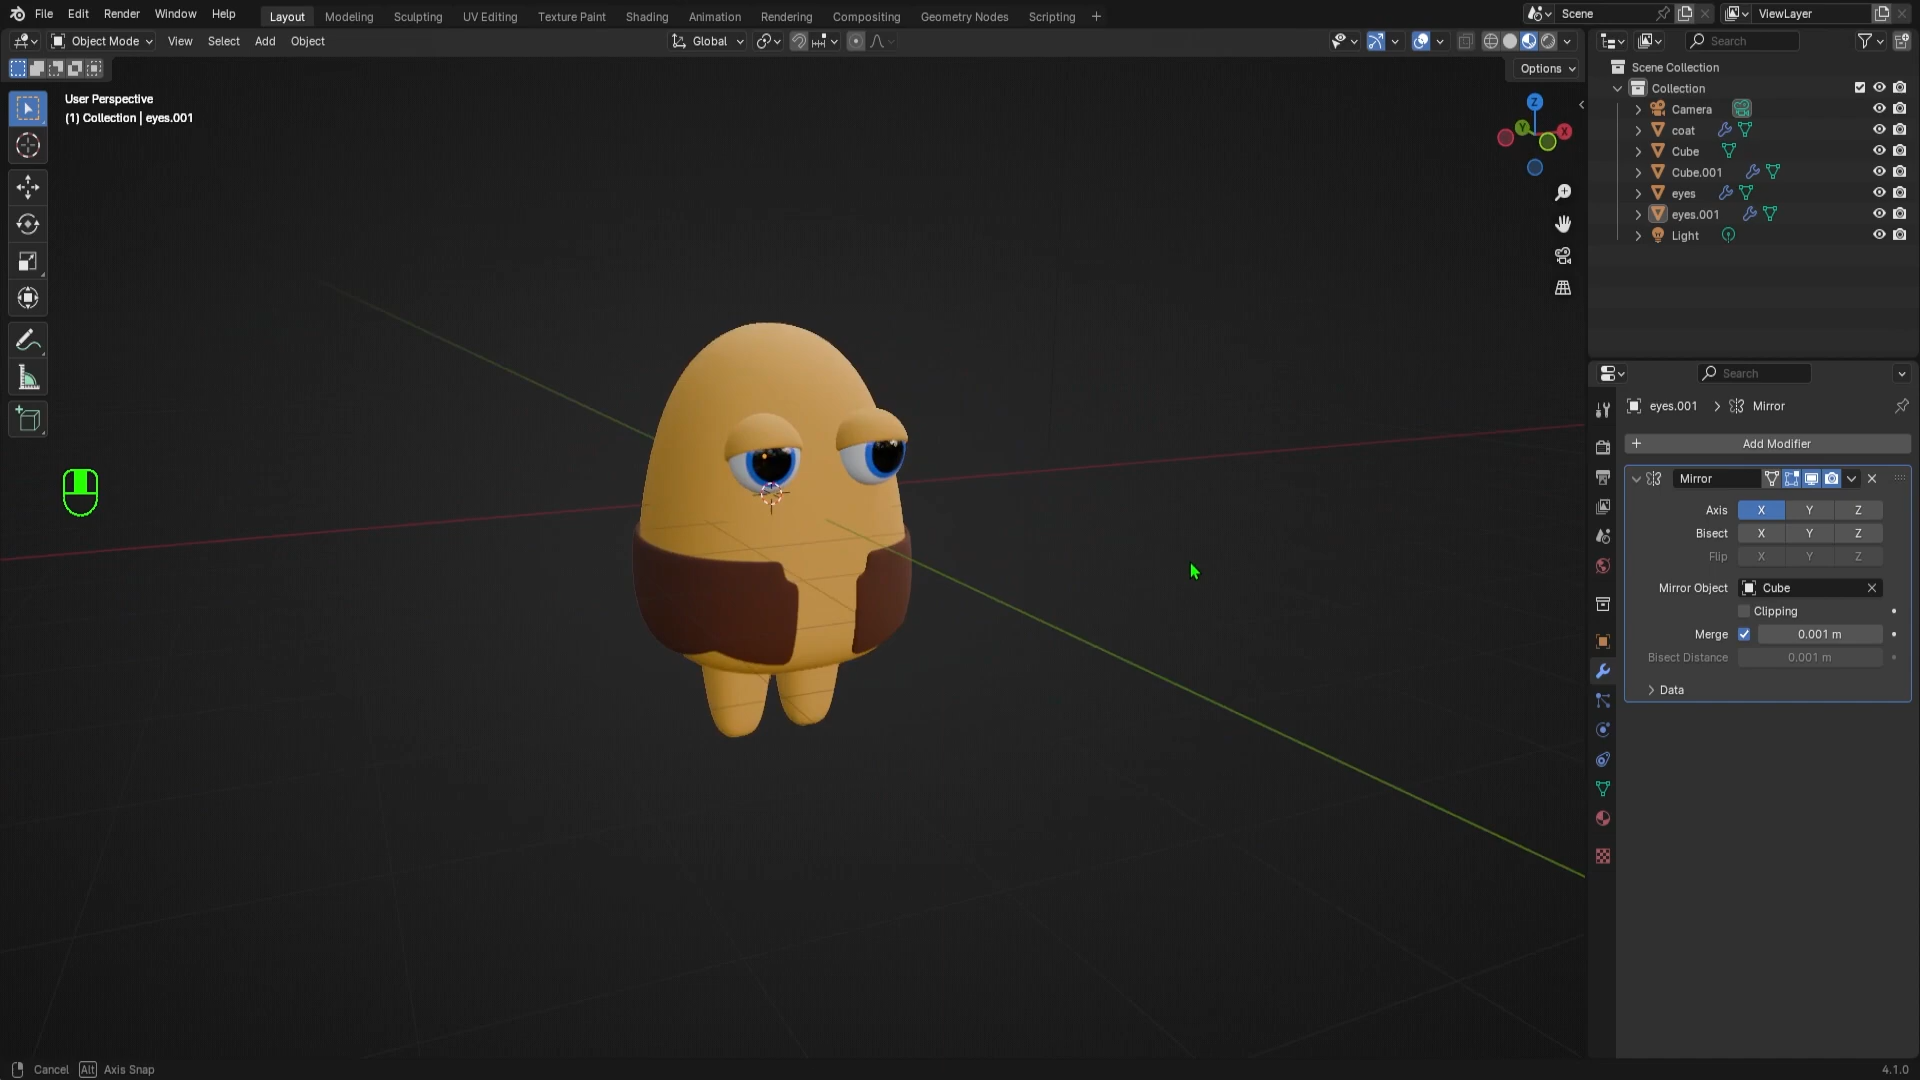 File Edit Render Window Help Layout Modeling Sculpting UV Editing Texture Paint Shading Animation Rendering Compositing Geometry Nodes Scripting + Scene ViewLayer
Object Mode View Select Add Object Global Search
Options
Scene Collection
Collection
Camera
coat
Cube
Cube.001
eyes
eyes.001
Light
User Perspective
(1) Collection | eyes.001
Z
Y
X
Search
eyes.001 > Mirror
+ Add Modifier
Mirror
Axis X Y Z
Bisect X Y Z
Flip X Y Z
Mirror Object Cube
Clipping
Merge 0.001 m
Bisect Distance 0.001 m
Data
Cancel Alt Axis Snap 4.1.0